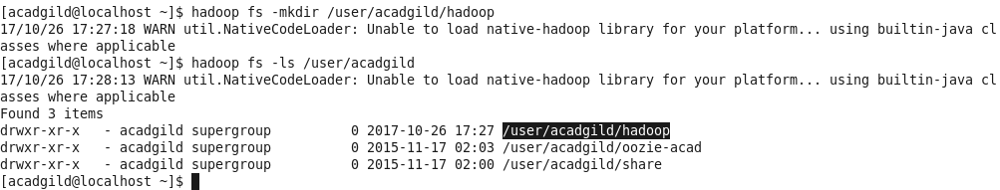 [acadgild@localhost ~]$ hadoop fs -mkdir /user/acadgild/hadoop
17/10/26 17:27:18 WARN util.NativeCodeLoader: Unable to load native-hadoop library for your platform... using builtin-java cl
asses where applicable
[acadgild@localhost ~]$ hadoop fs -ls /user/acadgild
17/10/26 17:28:13 WARN util.NativeCodeLoader: Unable to load native-hadoop library for your platform... using builtin-java cl
asses where applicable
Found 3 items
drwxr-xr-x   - acadgild supergroup          0 2017-10-26 17:27 /user/acadgild/hadoop
drwxr-xr-x   - acadgild supergroup          0 2015-11-17 02:03 /user/acadgild/oozie-acad
drwxr-xr-x   - acadgild supergroup          0 2015-11-17 02:00 /user/acadgild/share
[acadgild@localhost ~]$